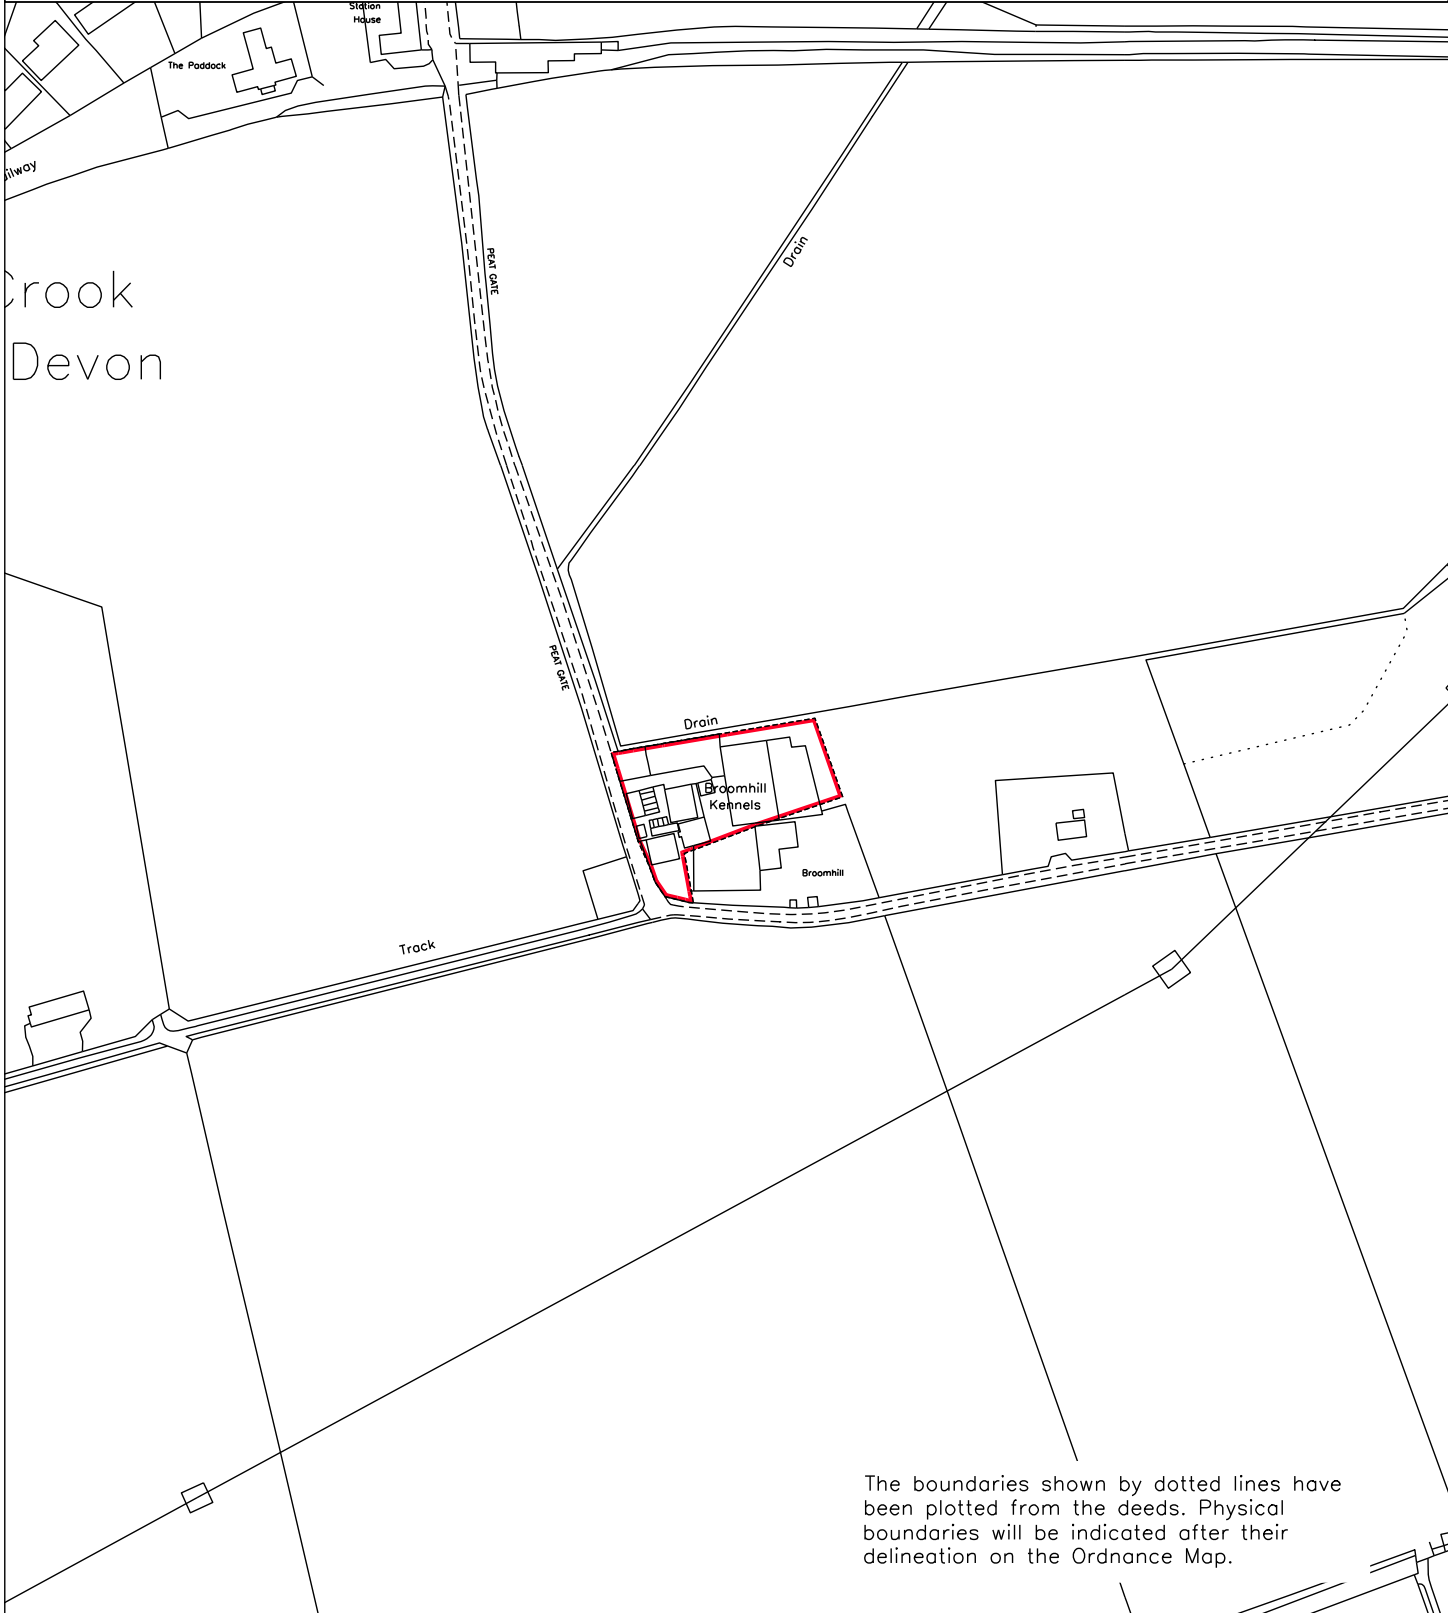 Station
House
The Paddock
PEAT GATE
Drain
Crook
Devon
PEAT GATE
Drain
Broomhill
Kennels
Broomhill
Track
The boundaries shown by dotted lines have
been plotted from the deeds. Physical
boundaries will be indicated after their
delineation on the Ordnance Map.